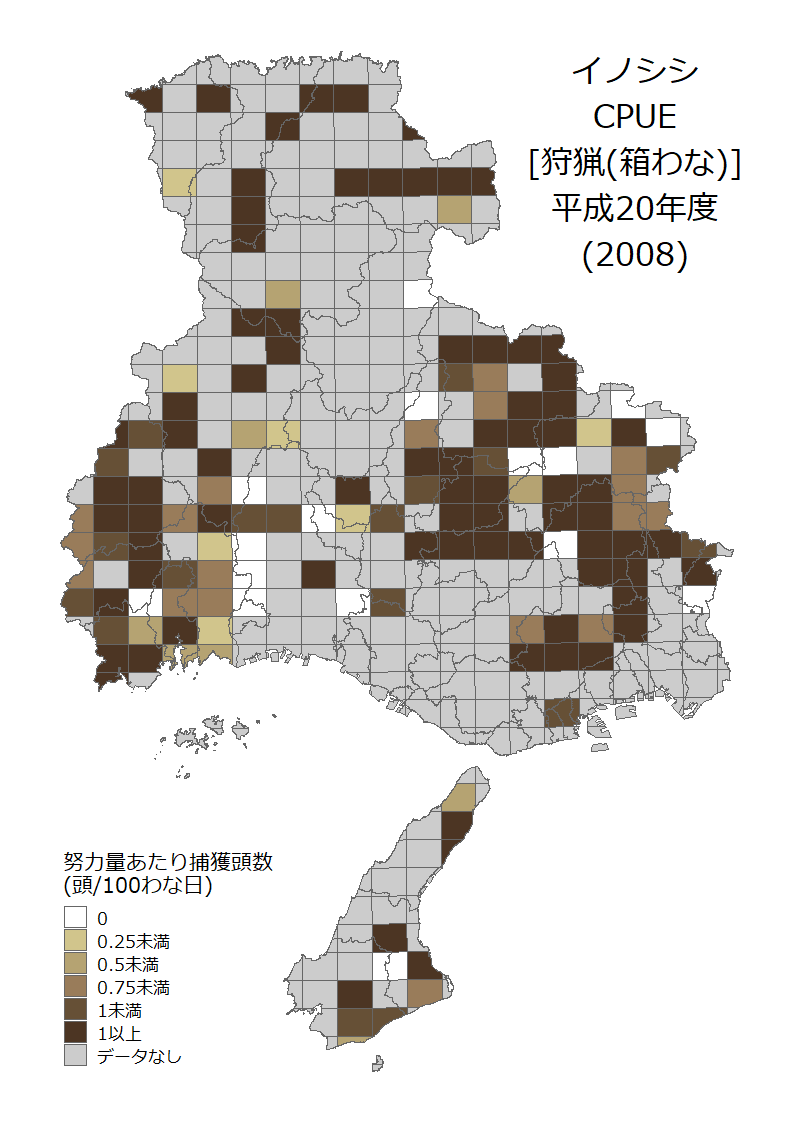 イノシシ
CPUE
[狩猟(箱わな)]
平成20年度
(2008)
努力量あたり捕獲頭数
(頭/100わな日)
0
0.25未満
0.5未満
0.75未満
1未満
1以上
データなし